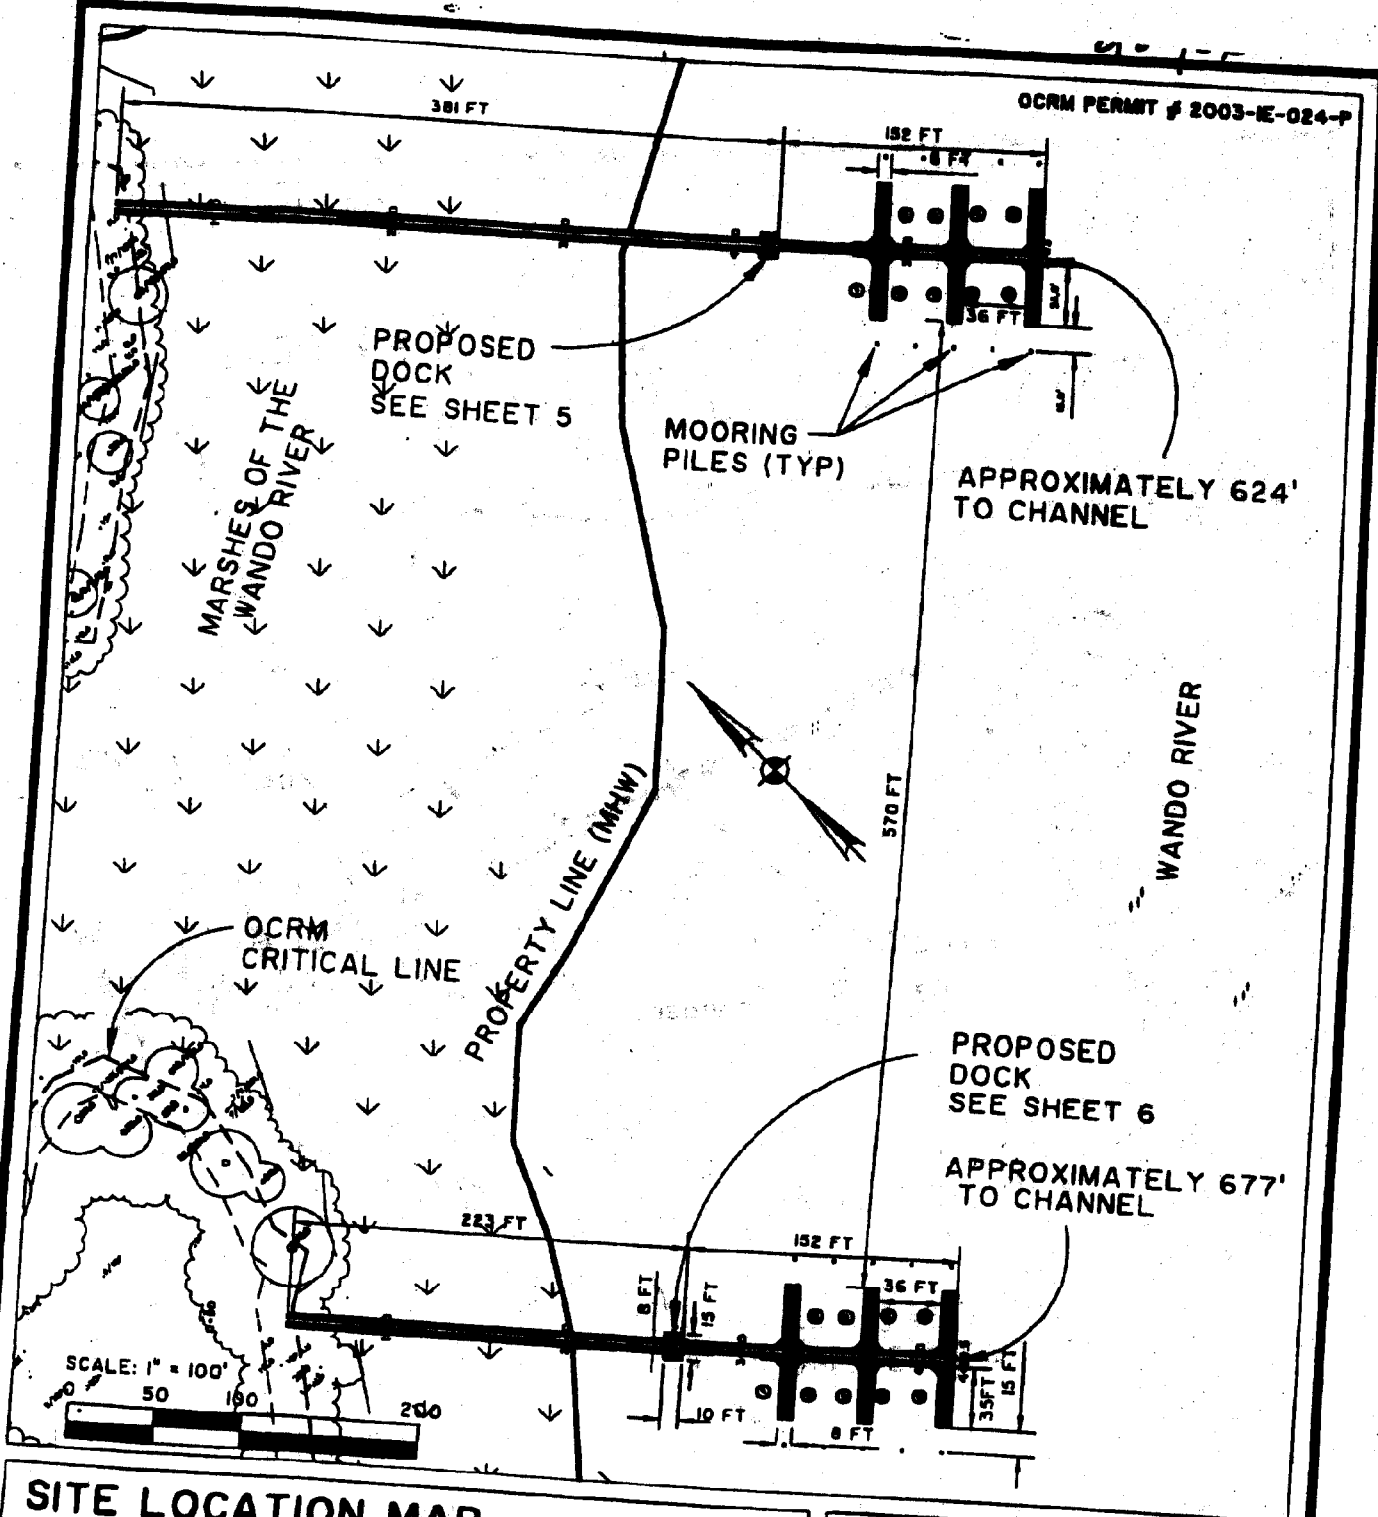 OCRM PERMIT # 2003-IE-024-P
381 FT
152 FT
8 FT
36 FT
PROPOSED
DOCK
SEE SHEET 5
MARSHES OF THE
WANDO RIVER
MOORING
PILES (TYP)
APPROXIMATELY 624'
TO CHANNEL
570 FT
WANDO RIVER
PROPERTY LINE (MHW)
OCRM
CRITICAL LINE
PROPOSED
DOCK
SEE SHEET 6
APPROXIMATELY 677'
TO CHANNEL
223 FT
152 FT
36 FT
8 FT
15 FT
10 FT
8 FT
35FT
15 FT
SCALE: 1" = 100'
0 50 100 200
SITE LOCATION MAP